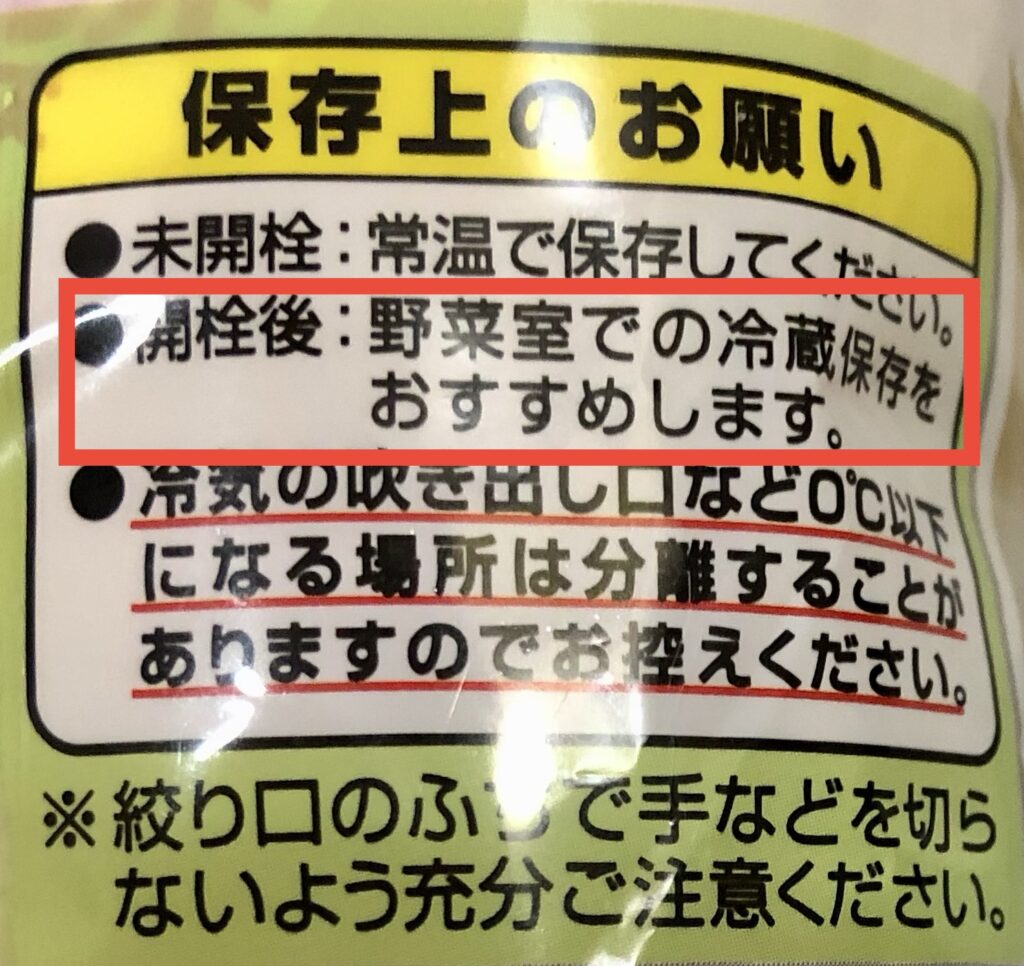 保存上のお願い
●未開栓：常温で保存してください。
●開栓後：野菜室での冷蔵保存を
おすすめします。
●冷気の吹き出し口など0℃以下
になる場所は分離することが
ありますのでお控えください。
※絞り口のふちで手などを切ら
ないよう充分ご注意ください。